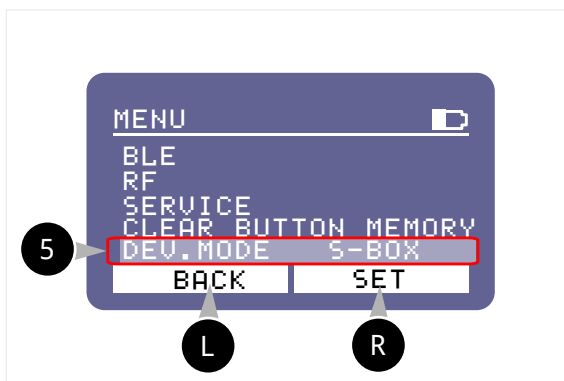 MENU
BLE
RF
SERVICE
CLEAR BUTTON MEMORY
5
DEV.MODE S-BOX
BACK SET
L R